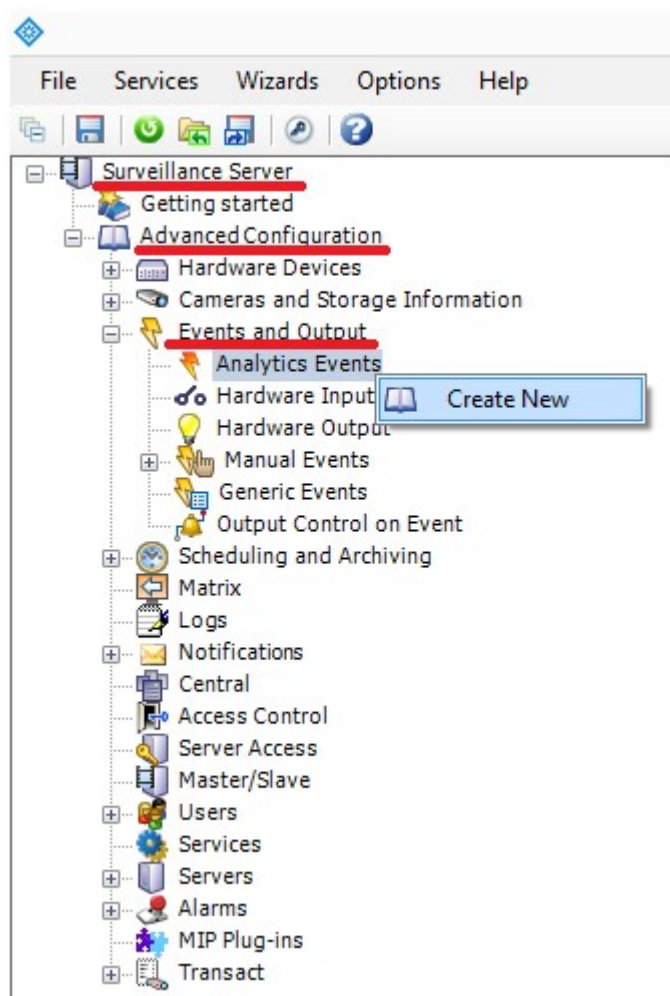 File Services Wizards Options Help
Surveillance Server
Getting started
Advanced Configuration
Hardware Devices
Cameras and Storage Information
Events and Output
Analytics Events
Create New
Hardware Input
Hardware Output
Manual Events
Generic Events
Output Control on Event
Scheduling and Archiving
Matrix
Logs
Notifications
Central
Access Control
Server Access
Master/Slave
Users
Services
Servers
Alarms
MIP Plug-ins
Transact